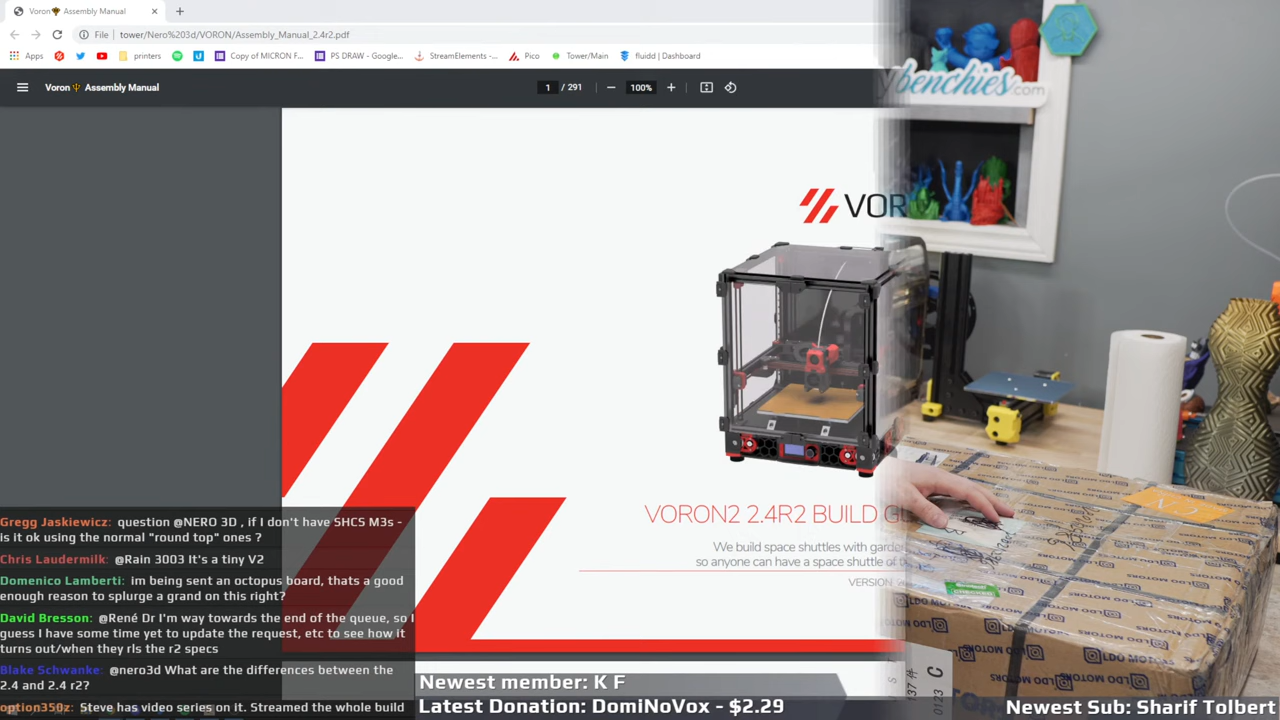 Voron Assembly Manual
File
tower/Nero%203d/VORON/Assembly_Manual_2.4r2.pdf
Apps
printers
Copy of MICRON F...
PS DRAW - Google...
StreamElements -...
Pico
Tower/Main
fluidd | Dashboard
Voron Assembly Manual
1 / 291
100%
ybenchies.com
VOR
VORON2 2.4R2 BUILD G
We build space shuttles with garde
so anyone can have a space shuttle of
VERSION
Gregg Jaskiewicz: question @NERO 3D , if I don't have SHCS M3s -
is it ok using the normal "round top" ones ?
Chris Laudermilk: @Rain 3003 It's a tiny V2
Domenico Lamberti: im being sent an octopus board, thats a good
enough reason to splurge a grand on this right?
David Bresson: @René Dr I'm way towards the end of the queue, so I
guess I have some time yet to update the request, etc to see how it
turns out/when they rls the r2 specs
Blake Schwanke: @nero3d What are the differences between the
2.4 and 2.4 r2?
option350z: Steve has video series on it. Streamed the whole build
LDO MOTORS
CN
C
0123
137
Newest member: K F
Latest Donation: DomiNoVox - $2.29
Newest Sub: Sharif Tolbert